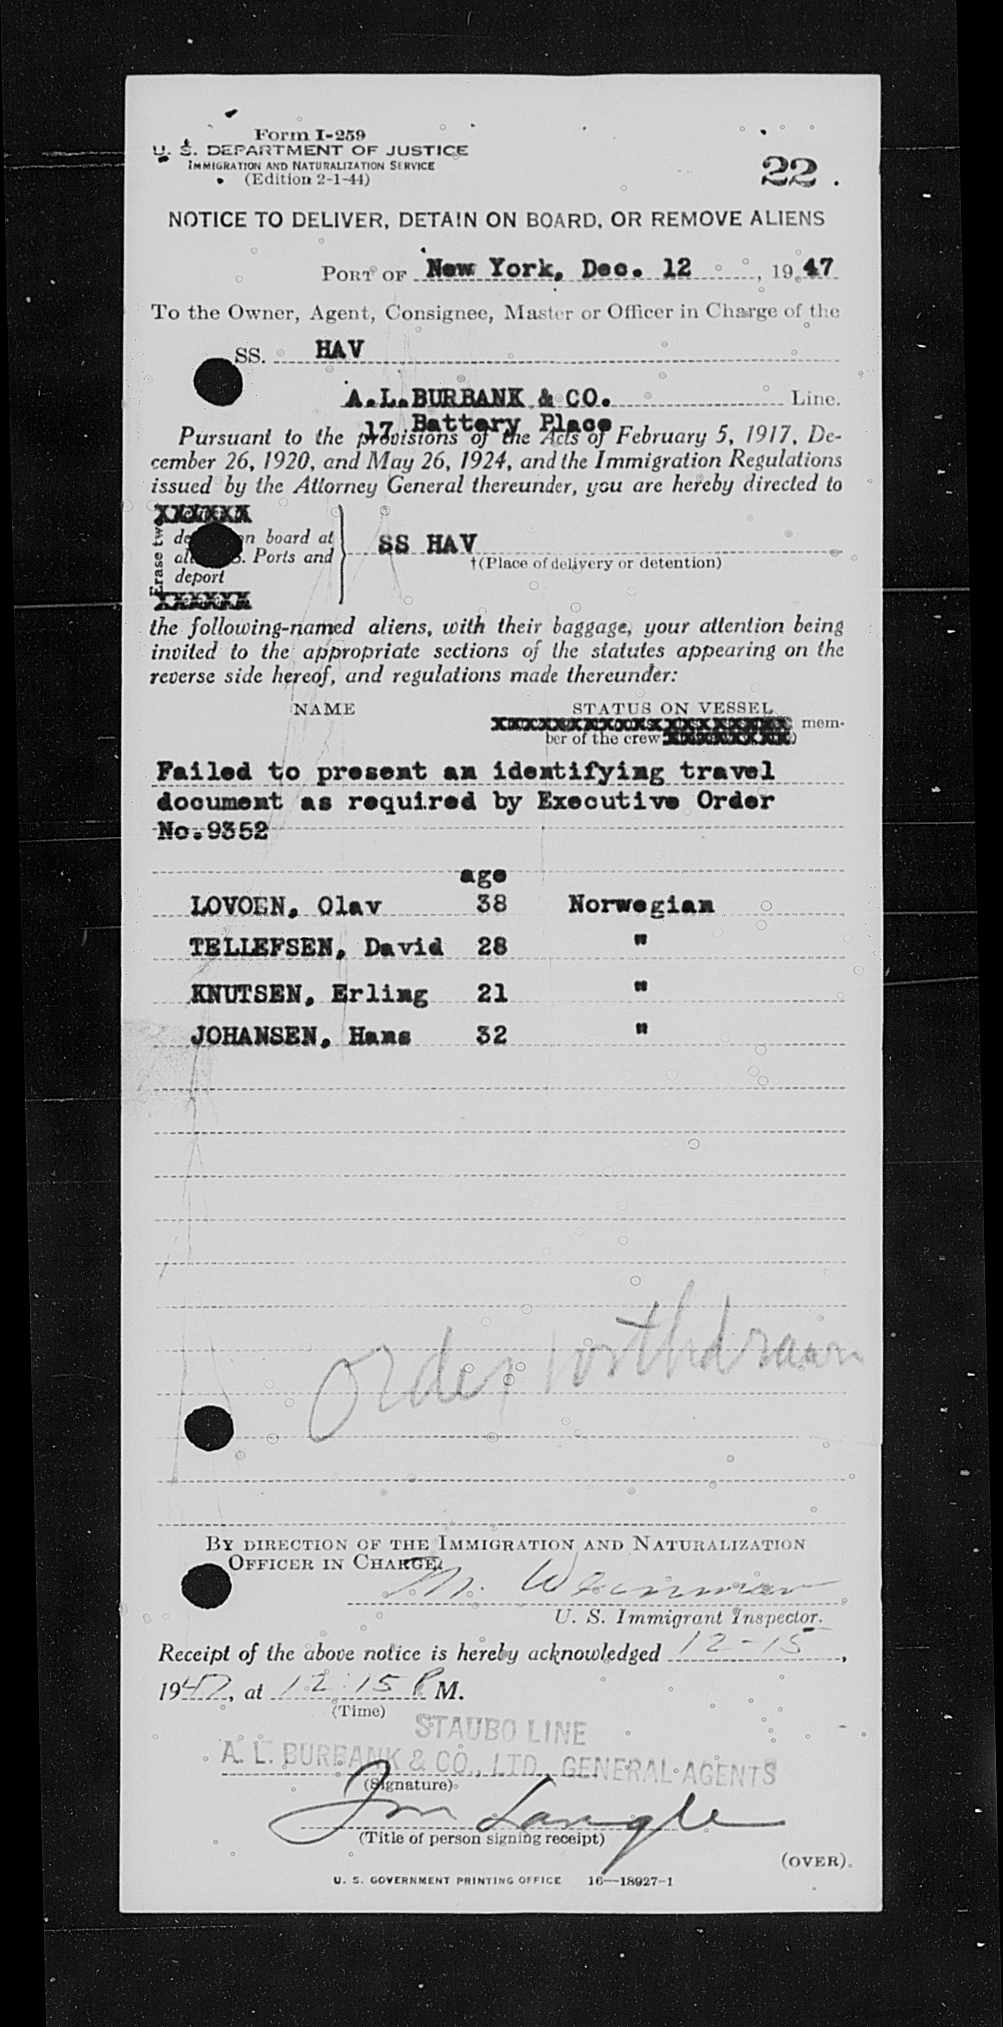 Form I-259
U. S. DEPARTMENT OF JUSTICE
IMMIGRATION AND NATURALIZATION SERVICE
(Edition 2-1-44)
22.
NOTICE TO DELIVER, DETAIN ON BOARD, OR REMOVE ALIENS
PORT OF New York, Dec. 12, 1947
To the Owner, Agent, Consignee, Master or Officer in Charge of the
SS. HAV
A.L.BURBANK & CO. Line.
17 Battery Place
Pursuant to the provisions of the Acts of February 5, 1917, De-
cember 26, 1920, and May 26, 1924, and the Immigration Regulations
issued by the Attorney General thereunder, you are hereby directed to
XXXXXX
Erase two
on board at
Ports and
deport
XXXXXX
SS HAV
†(Place of delivery or detention)
the following-named aliens, with their baggage, your attention being
invited to the appropriate sections of the statutes appearing on the
reverse side hereof, and regulations made thereunder:
NAME STATUS ON VESSEL
mem-
ber of the crew )
Failed to present an identifying travel
document as required by Executive Order
No.9352
age
LOVOEN, Olav 38 Norwegian
TELLEFSEN, David 28 "
KNUTSEN, Erling 21 "
JOHANSEN, Hans 32 "
Order Withdrawn
BY DIRECTION OF THE IMMIGRATION AND NATURALIZATION
OFFICER IN CHARGE.
M.
U. S. Immigrant Inspector.
Receipt of the above notice is hereby acknowledged 12-15,
1947, at 12:15 P M.
(Time)
STAUBO LINE
A. L. BURBANK & CO., LTD., GENERAL AGENTS
(Signature)
(Title of person signing receipt)
(OVER).
U. S. GOVERNMENT PRINTING OFFICE 16—18927-1